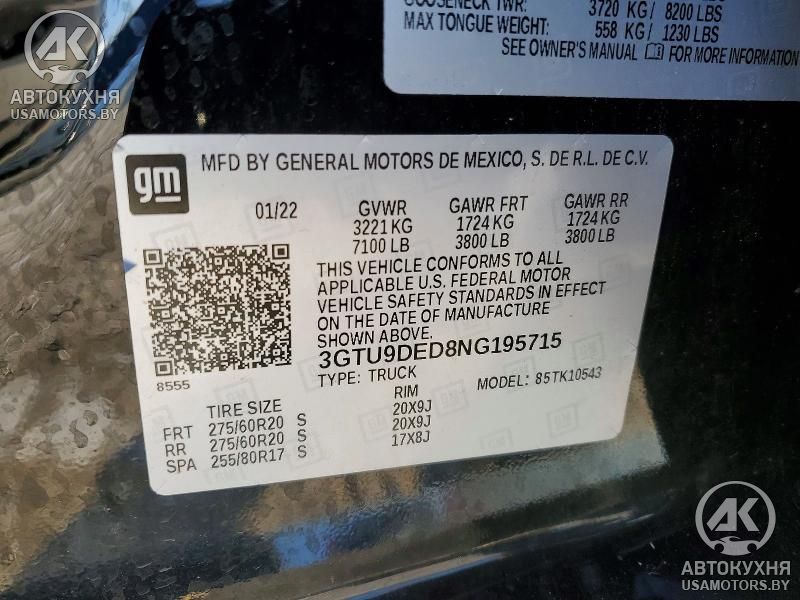 3720 KG / 8200 LBS
MAX TONGUE WEIGHT: 558 KG / 1230 LBS
SEE OWNER'S MANUAL FOR MORE INFORMATION
AK
АВТОКУХНЯ
USAMOTORS.BY
gm
MFD BY GENERAL MOTORS DE MEXICO, S. DE R.L. DE C.V.
01/22 GVWR GAWR FRT GAWR RR
3221 KG 1724 KG 1724 KG
7100 LB 3800 LB 3800 LB
THIS VEHICLE CONFORMS TO ALL
APPLICABLE U.S. FEDERAL MOTOR
VEHICLE SAFETY STANDARDS IN EFFECT
ON THE DATE OF MANUFACTURE
SHOWN ABOVE.
3GTU9DED8NG195715
8555
TYPE: TRUCK MODEL: 85TK10543
TIRE SIZE RIM
FRT 275/60R20 S 20X9J
RR 275/60R20 S 20X9J
SPA 255/80R17 S 17X8J
AK
АВТОКУХНЯ
USAMOTORS.BY